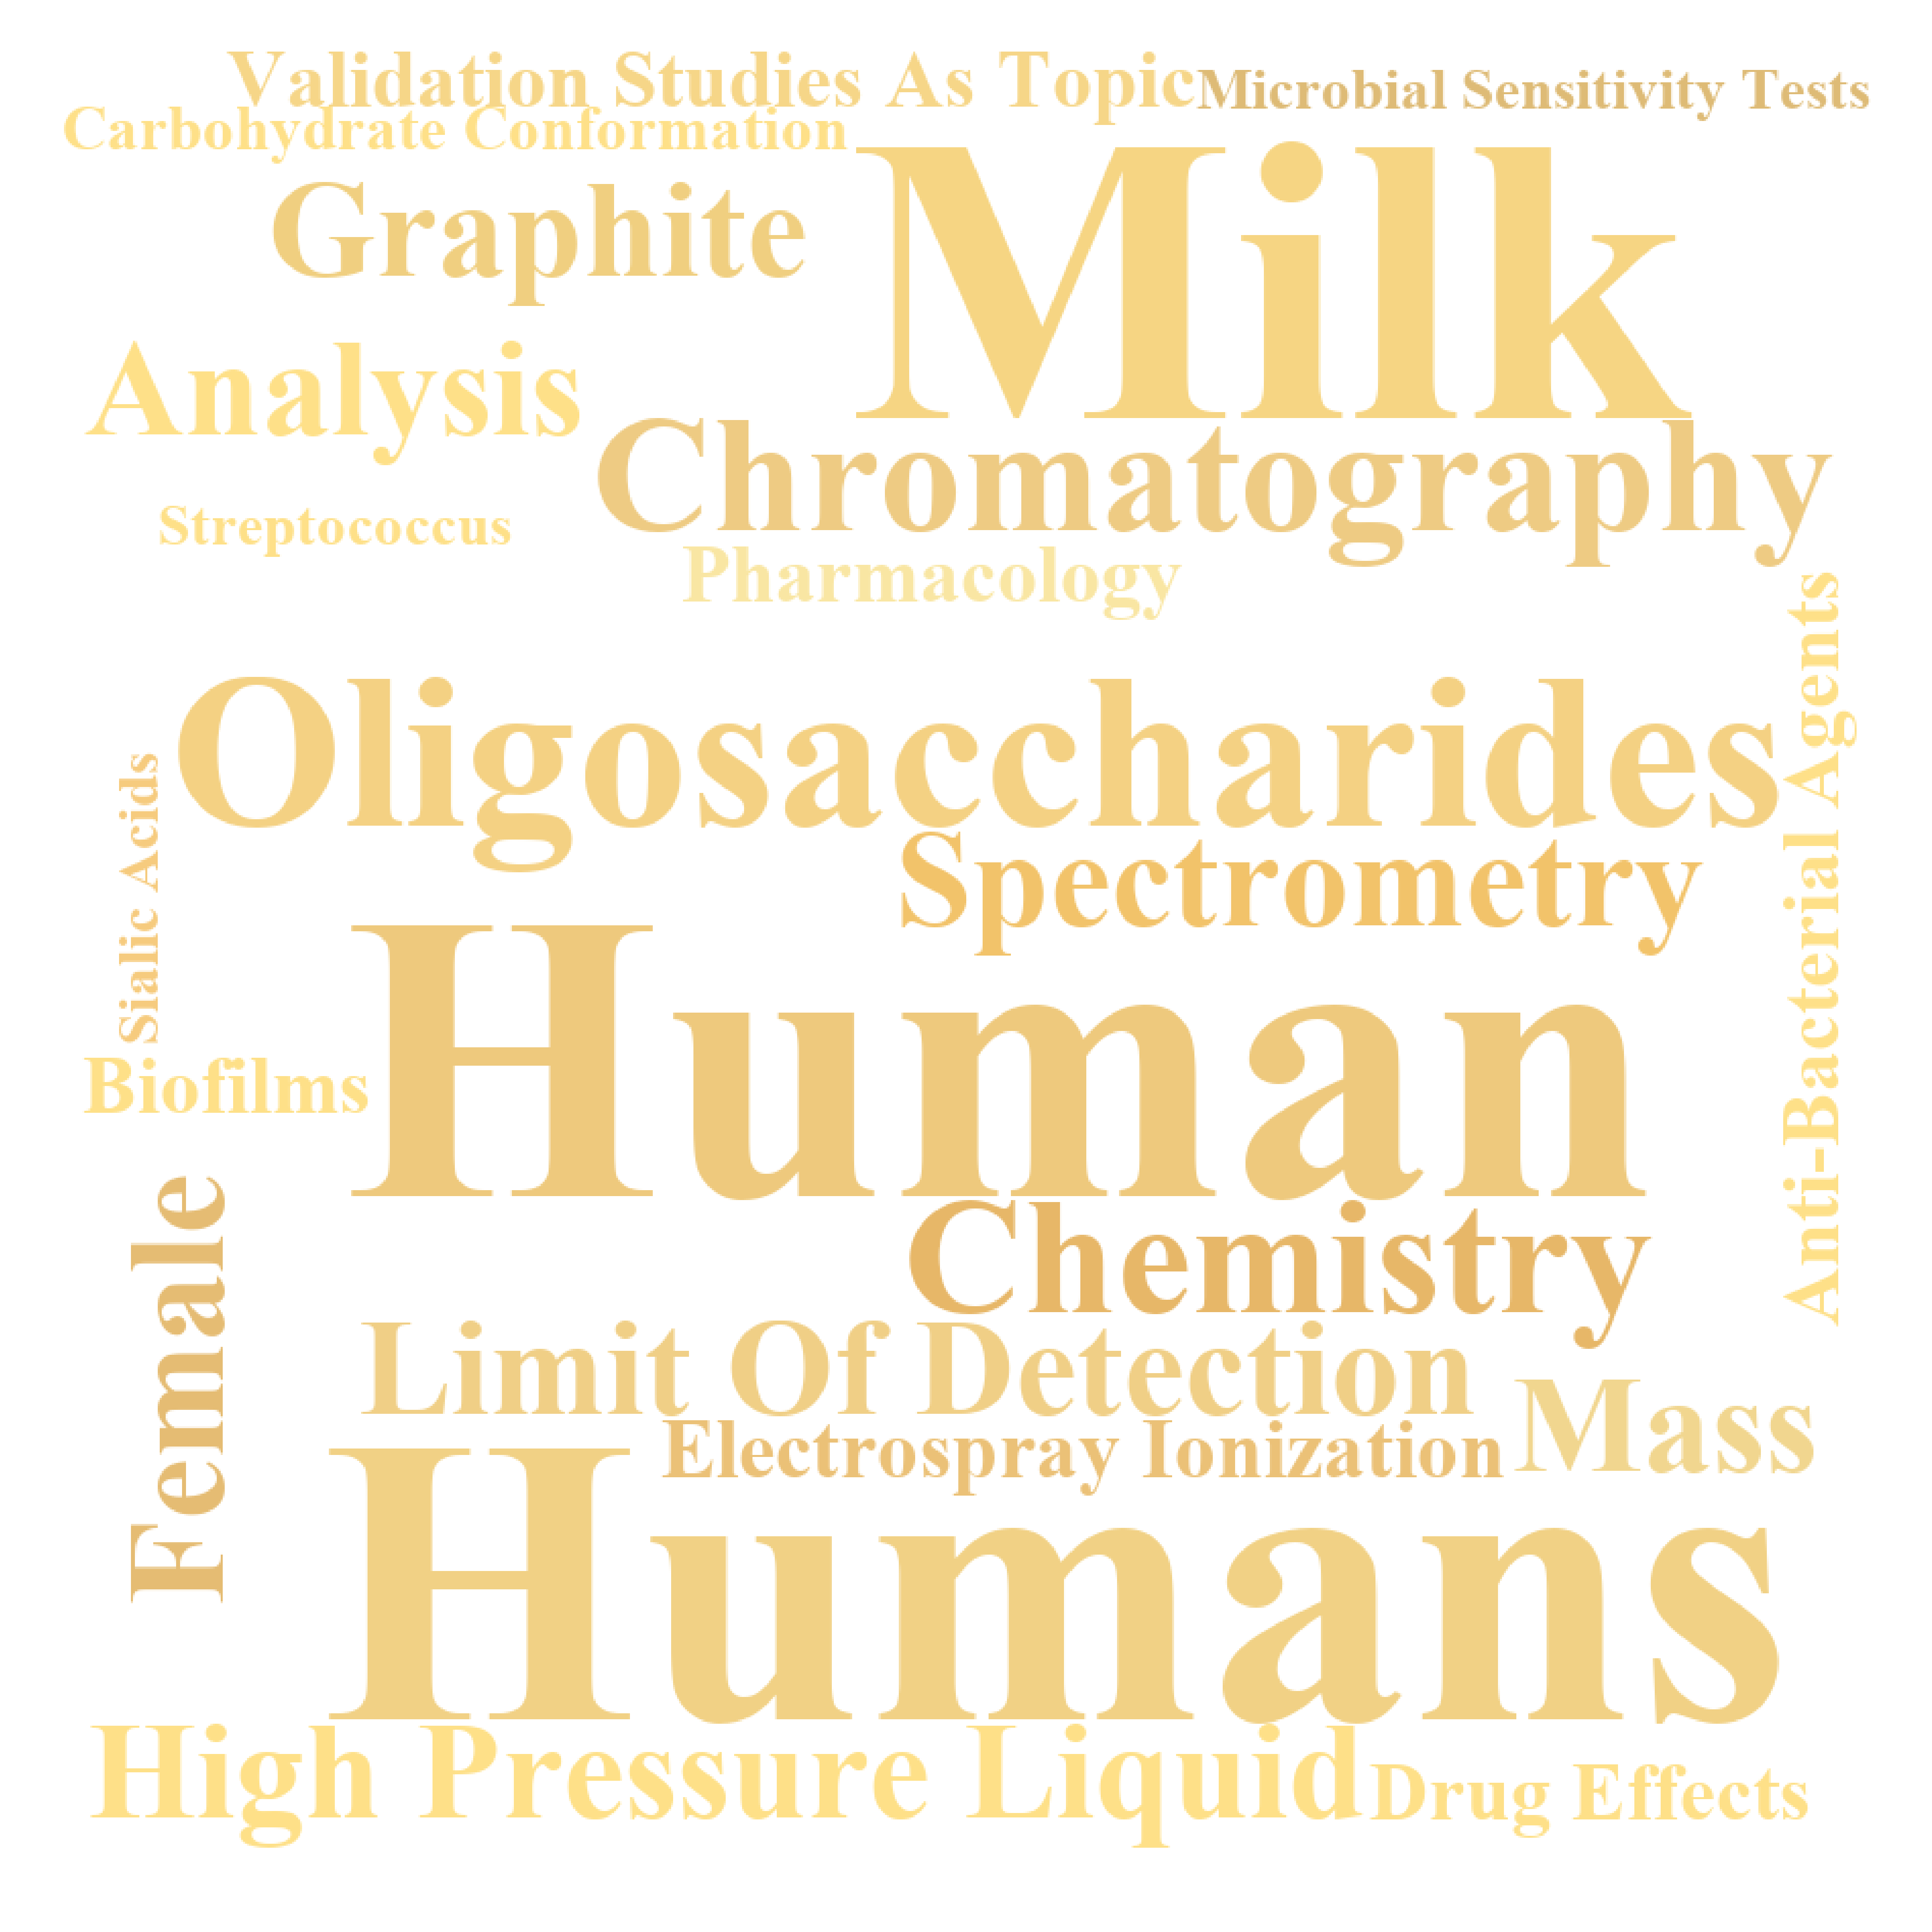 Validation Studies As Topic
Microbial Sensitivity Tests
Carbohydrate Conformation
Milk
Graphite
Analysis
Chromatography
Streptococcus
Pharmacology
Anti-Bacterial Agents
Oligosaccharides
Sialic Acids
Spectrometry
Human
Biofilms
Female
Chemistry
Limit Of Detection
Mass
Electrospray Ionization
Humans
High Pressure Liquid
Drug Effects